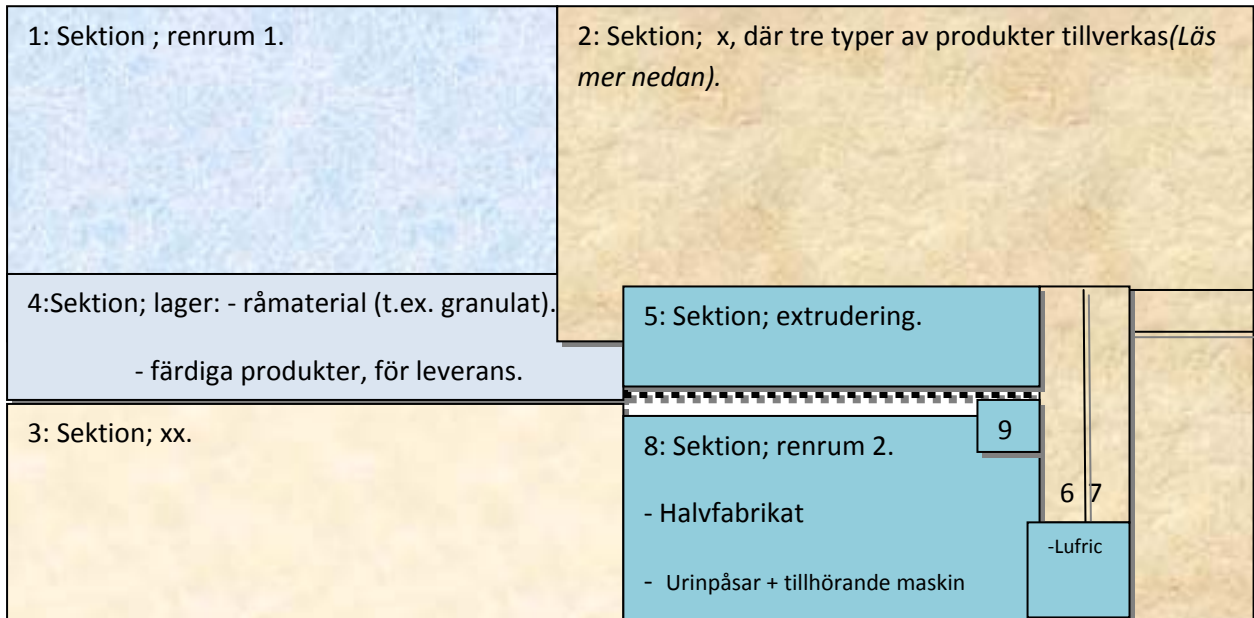 1: Sektion ; renrum 1.
2: Sektion; x, där tre typer av produkter tillverkas(Läs
mer nedan).
4:Sektion; lager: - råmaterial (t.ex. granulat).
- färdiga produkter, för leverans.
5: Sektion; extrudering.
3: Sektion; xx.
9
8: Sektion; renrum 2.
- Halvfabrikat
- Urinpåsar + tillhörande maskin
6 7
-Lufric